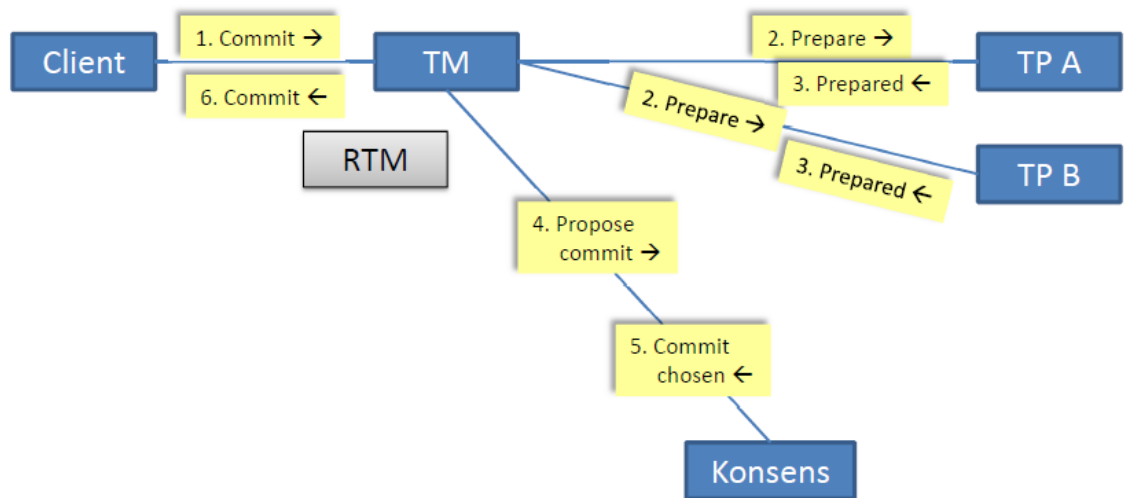 1. Commit →
Client
TM
6. Commit ←
2. Prepare →
TP A
3. Prepared ←
2. Prepare →
RTM
3. Prepared ←
TP B
4. Propose
commit →
5. Commit
chosen ←
Konsens